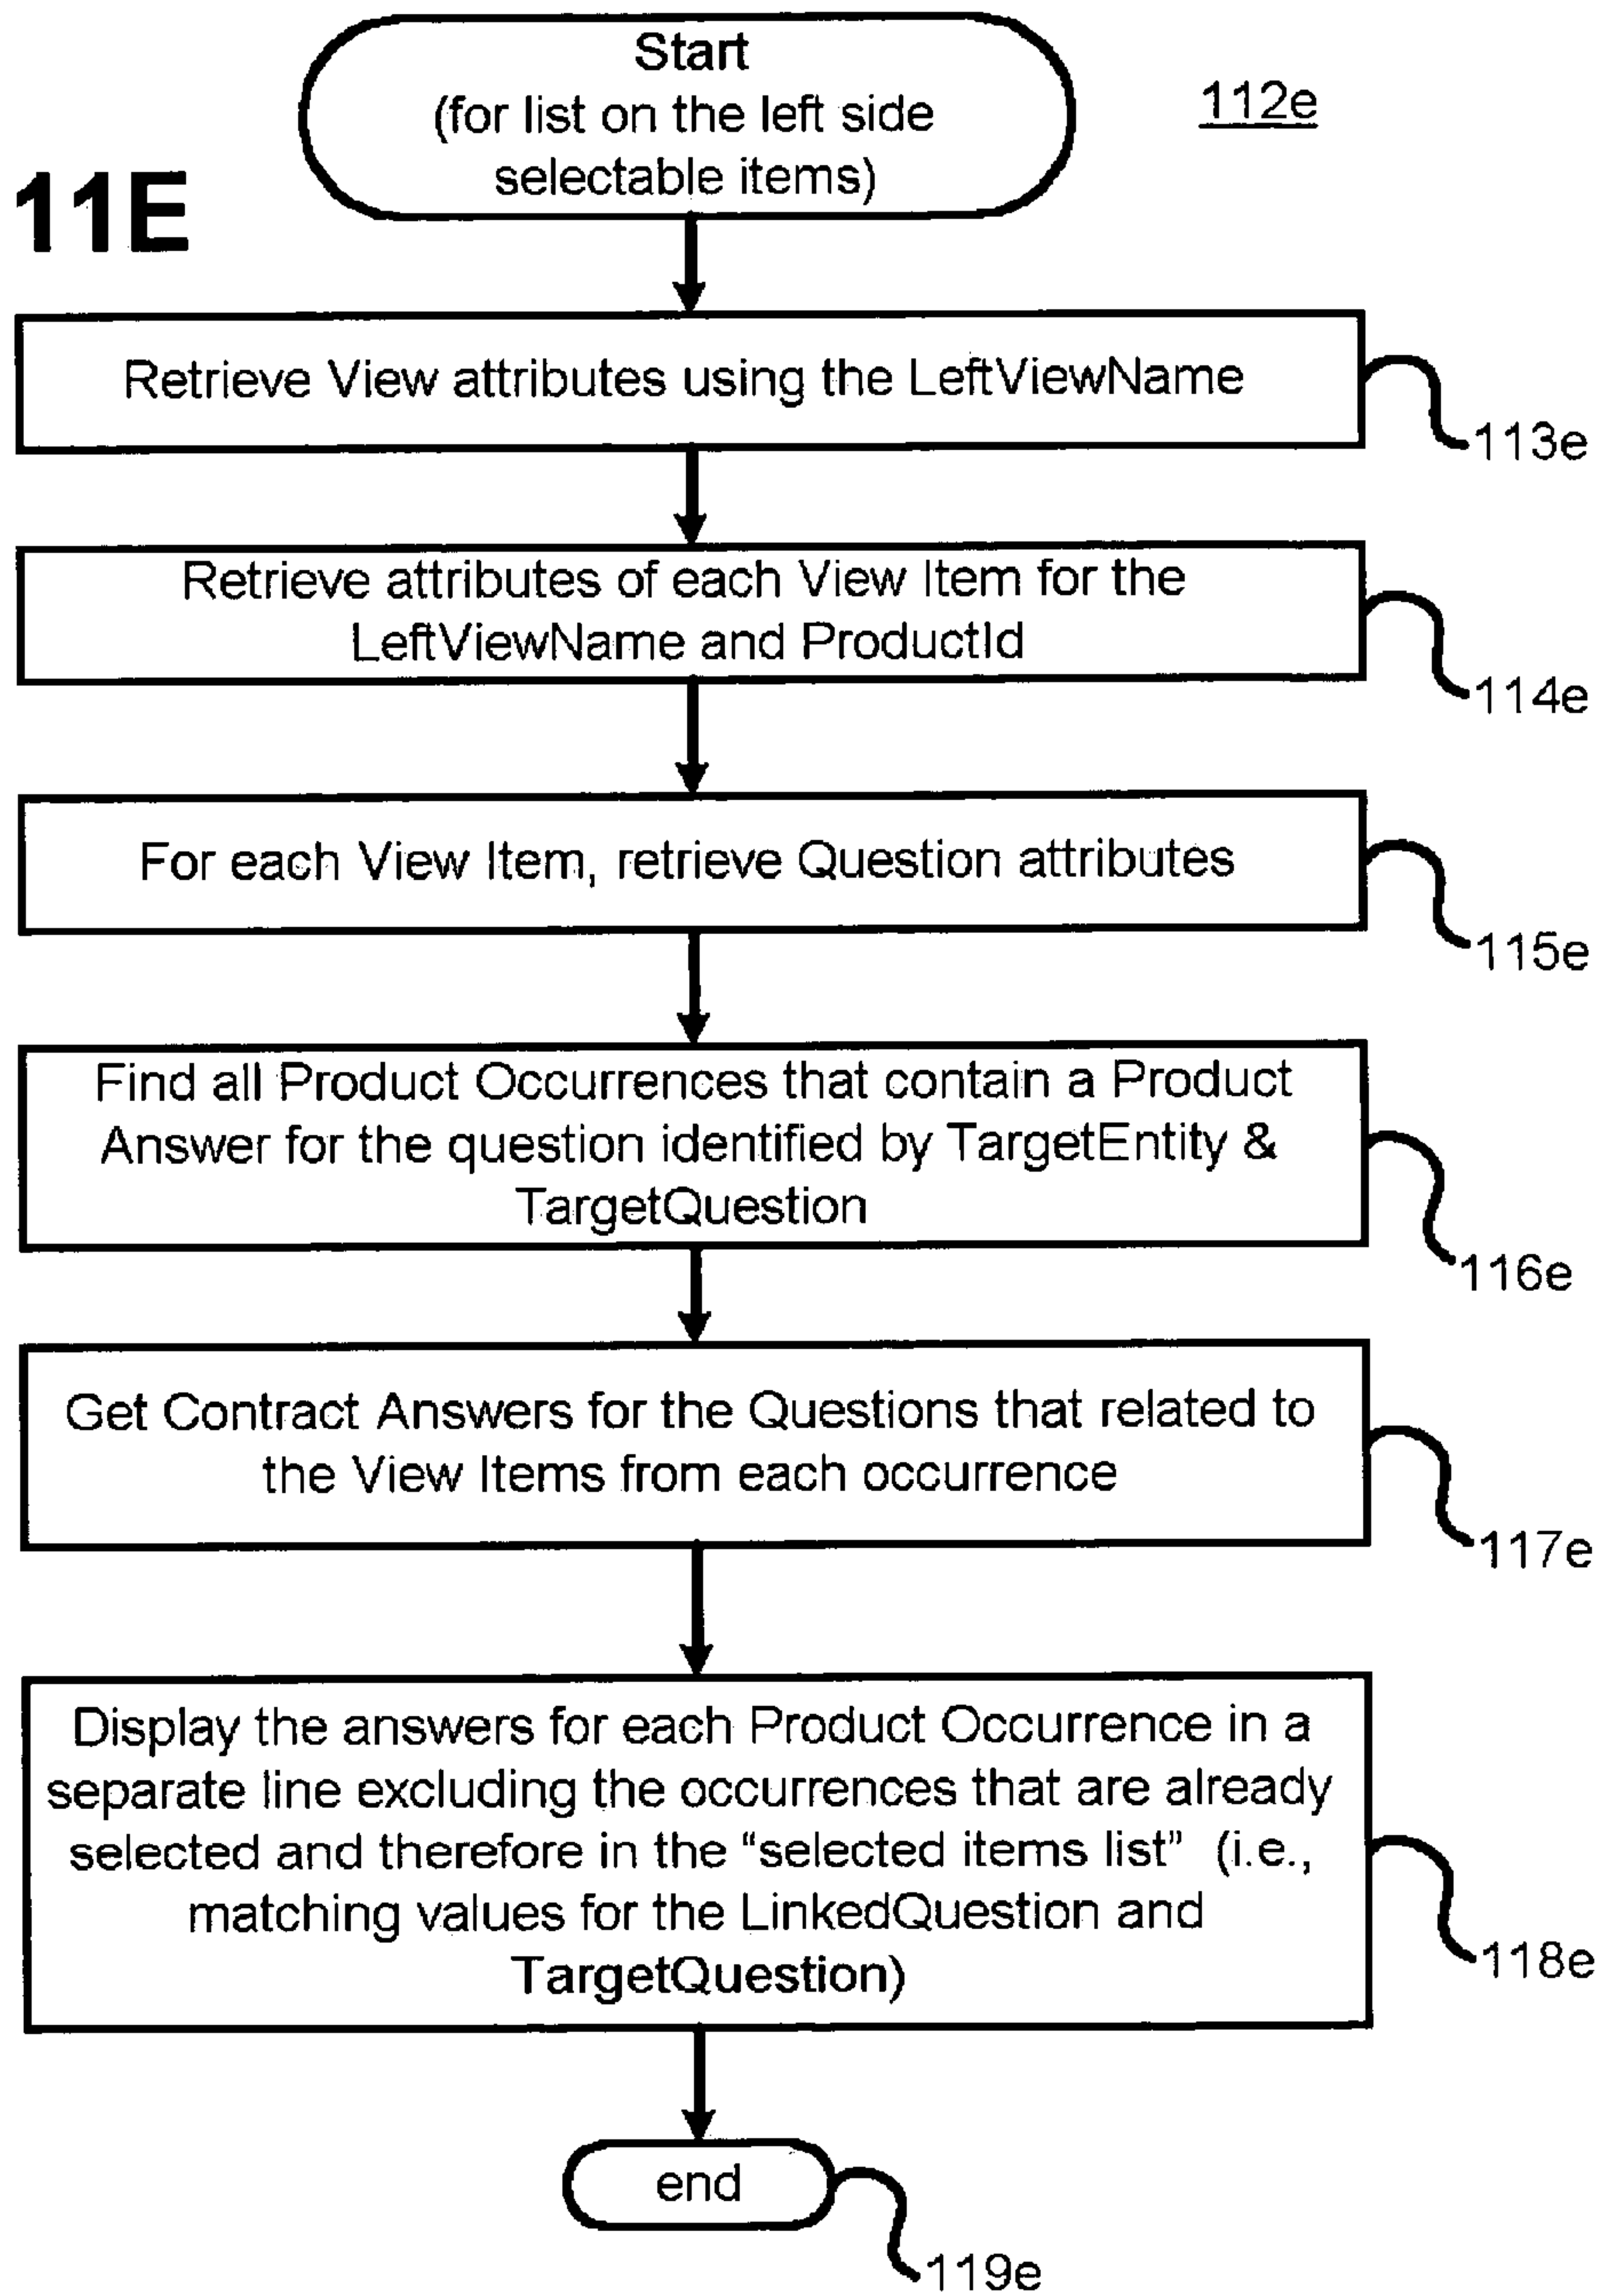 Start
(for list on the left side
selectable items)
112e
11E
Retrieve View attributes using the LeftViewName
113e
Retrieve attributes of each View Item for the
LeftViewName and ProductId
114e
For each View Item, retrieve Question attributes
115e
Find all Product Occurrences that contain a Product
Answer for the question identified by TargetEntity &
TargetQuestion
116e
Get Contract Answers for the Questions that related to
the View Items from each occurrence
117e
Display the answers for each Product Occurrence in a
separate line excluding the occurrences that are already
selected and therefore in the “selected items list” (i.e.,
matching values for the LinkedQuestion and
TargetQuestion)
118e
end
119e